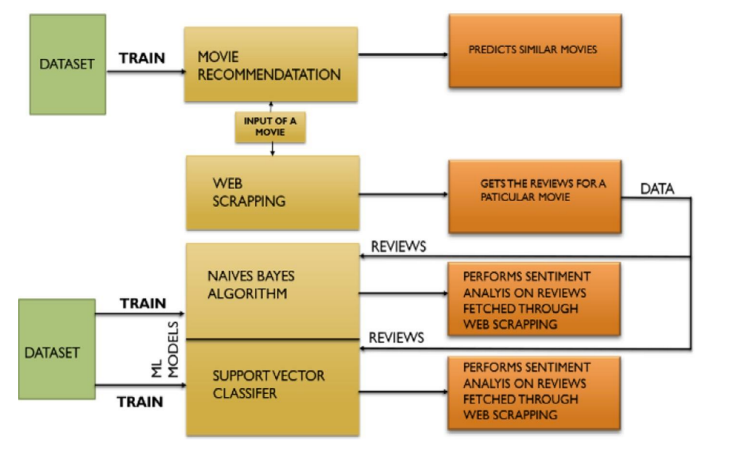 DATASET
TRAIN
MOVIE
RECOMMENDATATION
PREDICTS SIMILAR MOVIES
INPUT OF A
MOVIE
WEB
SCRAPPING
GETS THE REVIEWS FOR A
PATICULAR MOVIE
DATA
REVIEWS
NAIVES BAYES
ALGORITHM
PERFORMS SENTIMENT
ANALYIS ON REVIEWS
FETCHED THROUGH
WEB SCRAPPING
TRAIN
DATASET
ML
MODELS
REVIEWS
SUPPORT VECTOR
CLASSIFER
TRAIN
PERFORMS SENTIMENT
ANALYIS ON REVIEWS
FETCHED THROUGH
WEB SCRAPPING